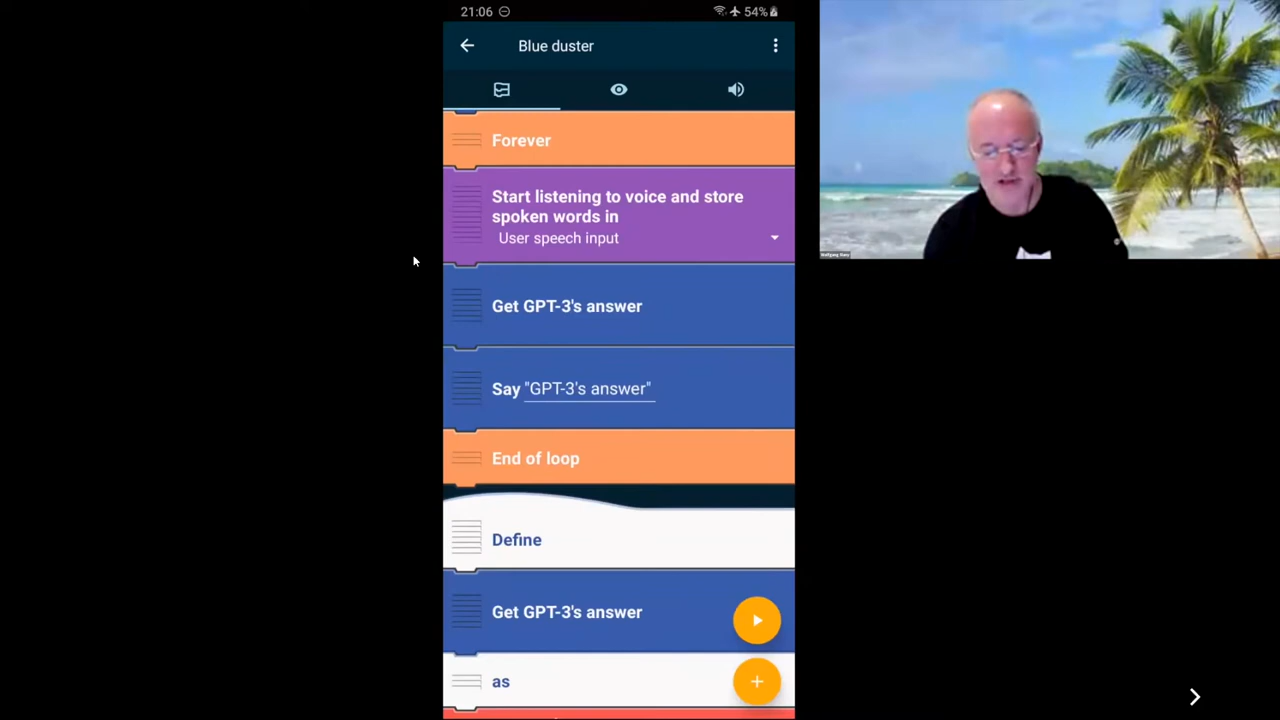 21:06
54%
Blue duster
Forever
Start listening to voice and store
spoken words in
User speech input
Get GPT-3's answer
Say "GPT-3's answer"
End of loop
Define
Get GPT-3's answer
as